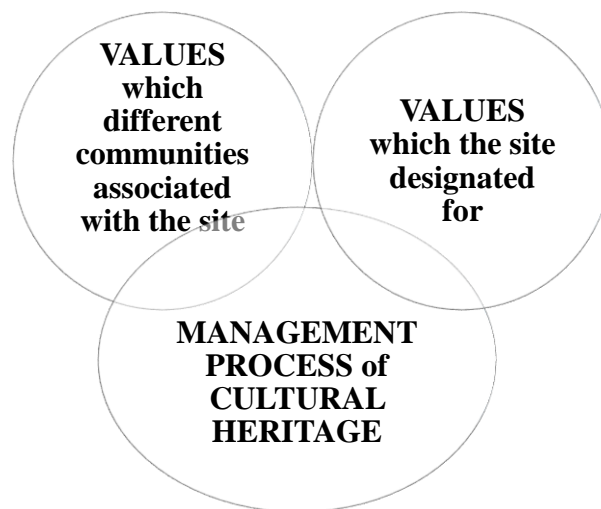 VALUES
which
different
communities
associated
with the site
VALUES
which the site
designated
for
MANAGEMENT
PROCESS of
CULTURAL
HERITAGE